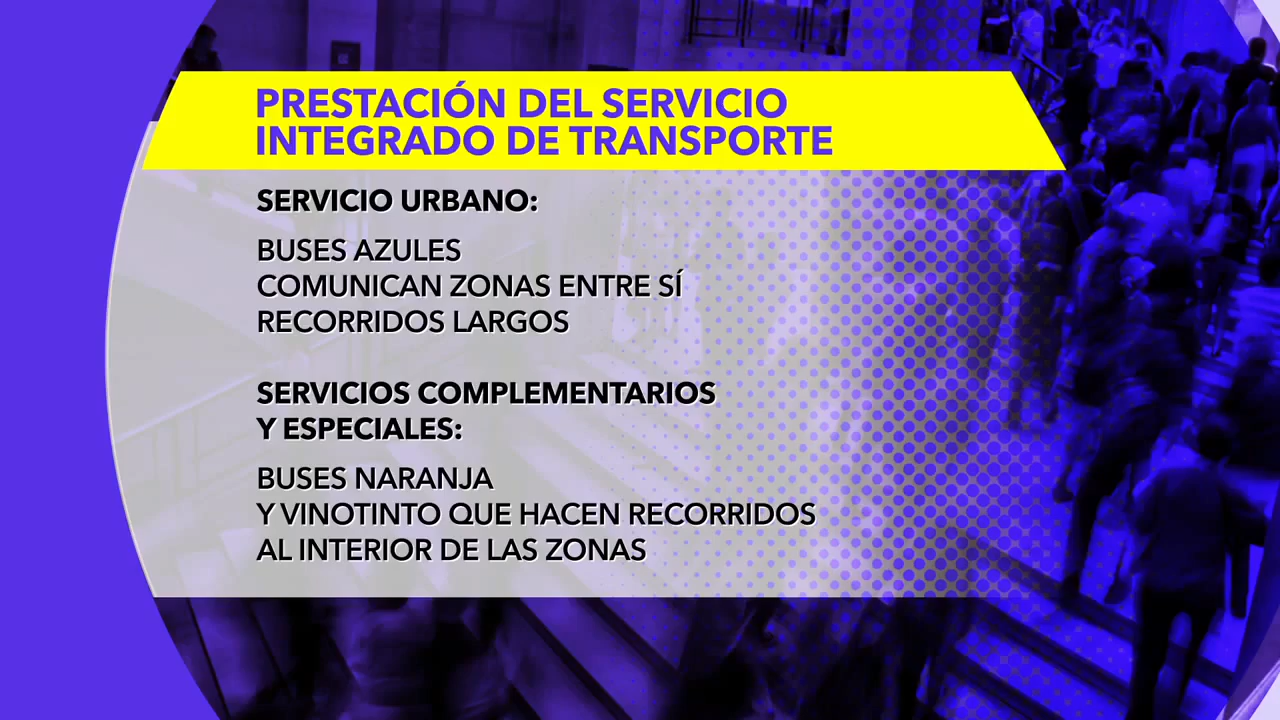 PRESTACIÓN DEL SERVICIO
INTEGRADO DE TRANSPORTE
SERVICIO URBANO:
BUSES AZULES
COMUNICAN ZONAS ENTRE SÍ
RECORRIDOS LARGOS
SERVICIOS COMPLEMENTARIOS
Y ESPECIALES:
BUSES NARANJA
Y VINOTINTO QUE HACEN RECORRIDOS
AL INTERIOR DE LAS ZONAS